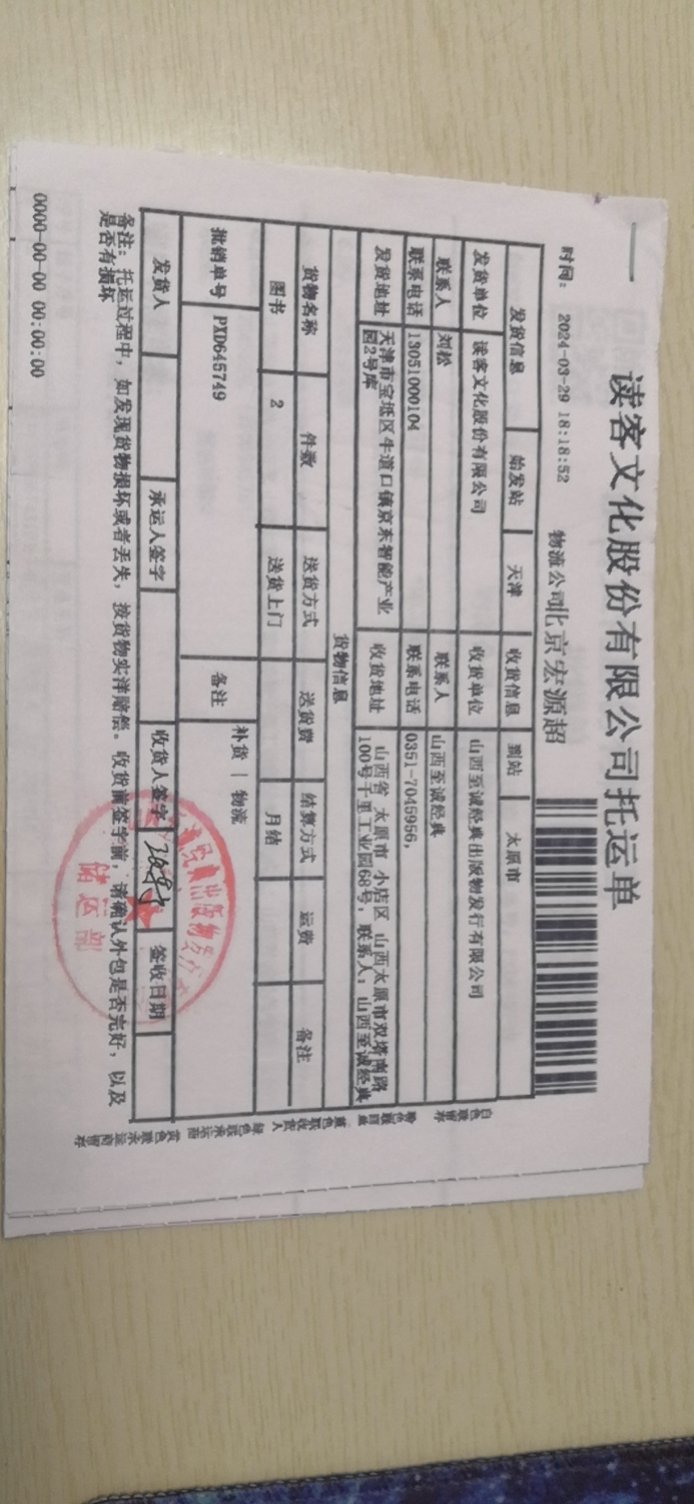 读客文化股份有限公司托运单
时间: 2024-03-29 18:18:52 物流公司北京宏源超
发货信息 始发站 天津 收货信息 到站 太原市
发货单位 读客文化股份有限公司 收货单位 山西至诚经典出版物发行有限公司
联系人 刘松 联系人 山西至诚经典
联系电话 13051000104 联系电话 0351-7045956,
发货地址 天津市宝坻区牛道口镇京东智能产业园2号库 收货地址 山西省 太原市 小店区 山西太原市双塔南路100号千里工业园68号, 联系人: 山西至诚经典
货物信息
货物名称 件数 送货方式 送货费 结算方式 运费 备注
图书 2 送货上门 月结
批销单号 PXD645749 备注 补货 | 物流
发货人 承运人签字 收货人签字 签收日期
备注: 托运过程中, 如发现货物损坏或者丢失, 按货物实洋赔偿。收货前签字前, 请确认外包是否完好, 以及
是否有损坏
0000-00-00 00:00:00
储运部